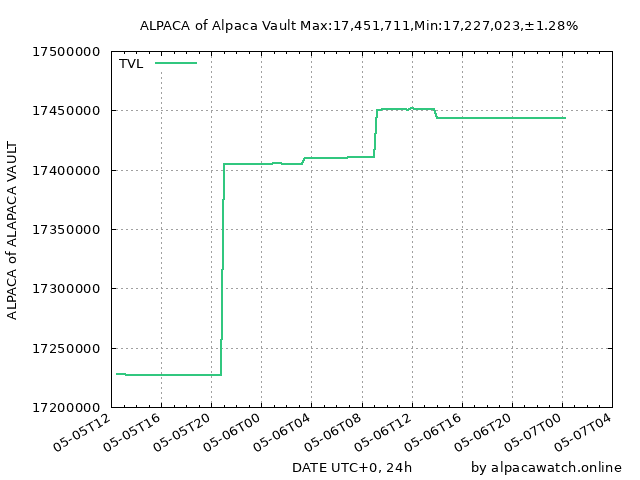 ALPACA of Alpaca Vault Max:17,451,711,Min:17,227,023,±1.28%
TVL
ALPACA of ALAPACA VAULT
17500000
17450000
17400000
17350000
17300000
17250000
17200000
05-05T12
05-05T16
05-05T20
05-06T00
05-06T04
05-06T08
05-06T12
05-06T16
05-06T20
05-07T00
05-07T04
DATE UTC+0, 24h
by alpacawatch.online